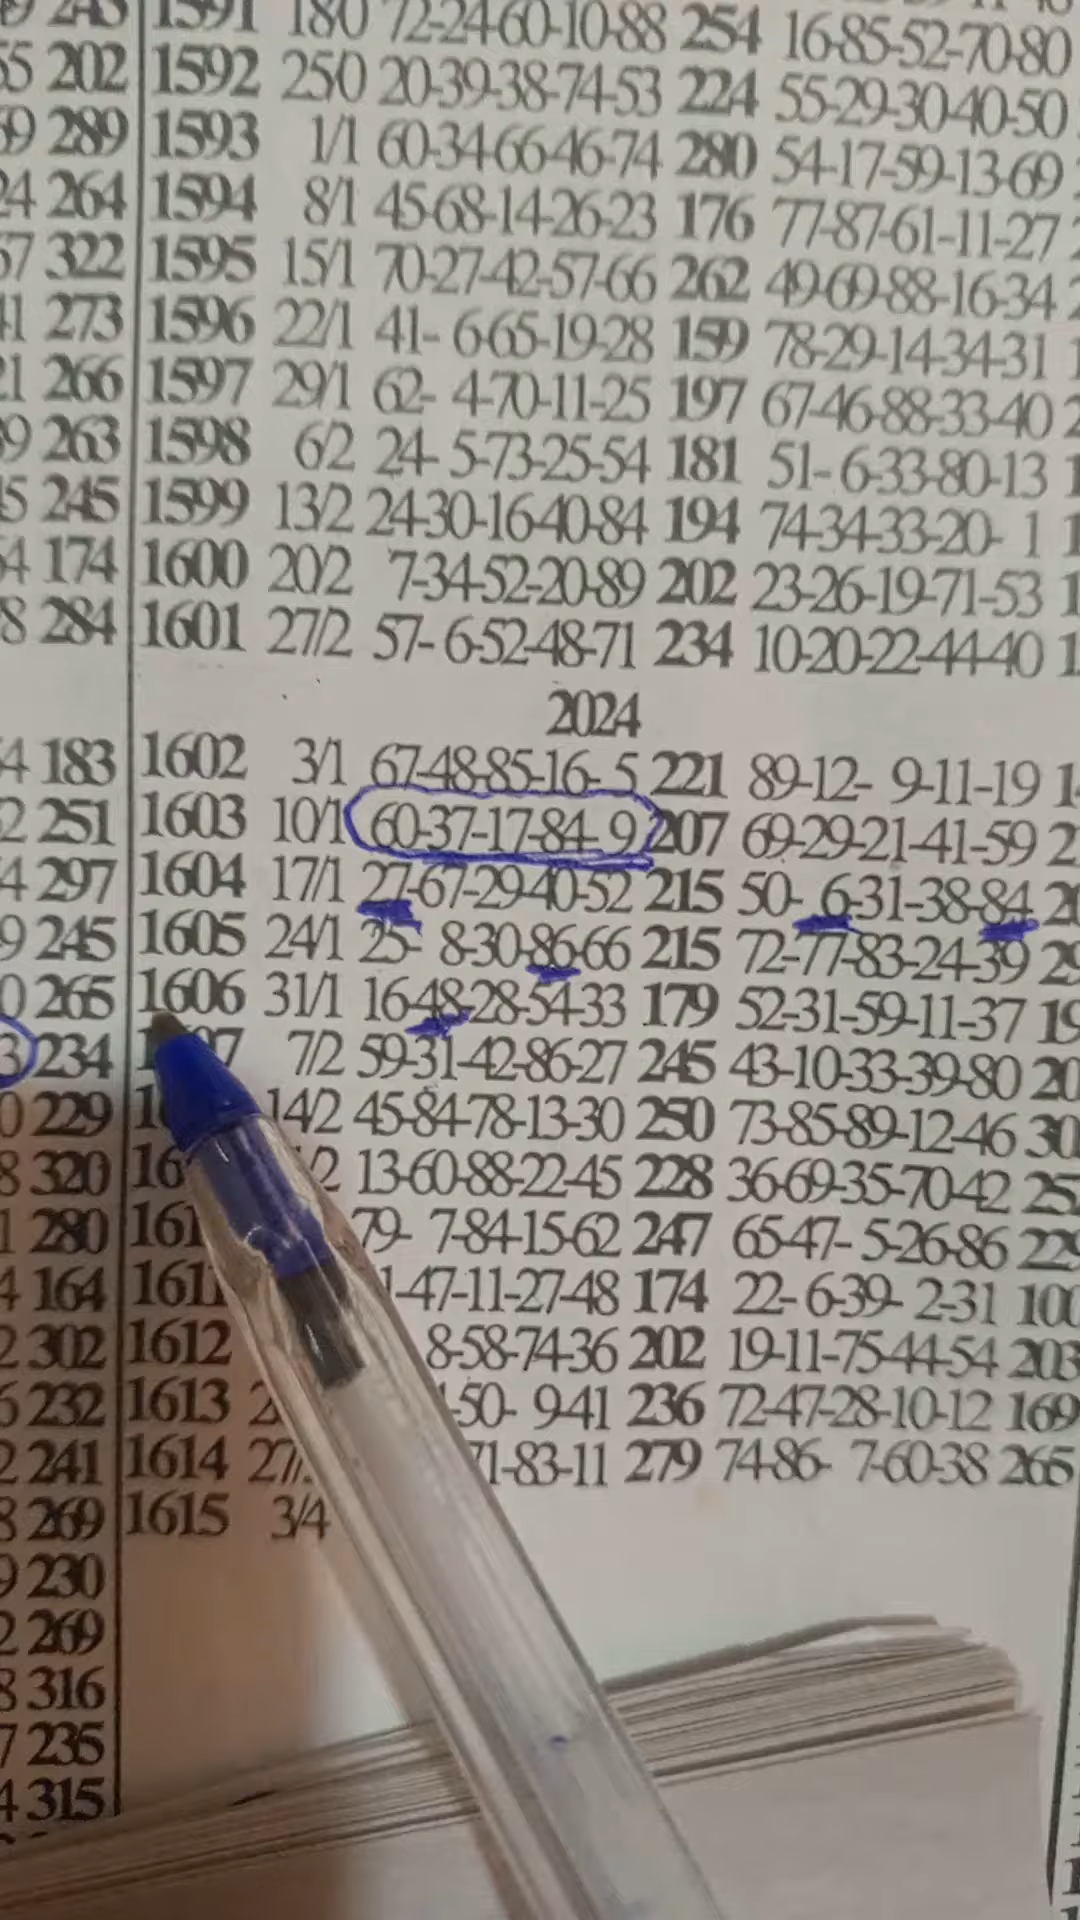 243 1591 180 72-24-60-10-88 254 16-85-52-70-80
202 1592 250 20-39-38-74-53 224 55-29-30-40-50
289 1593 1/1 60-34-66-46-74 280 54-17-59-13-69
264 1594 8/1 45-68-14-26-23 176 77-87-61-11-27
322 1595 15/1 70-27-42-57-66 262 49-69-88-16-34
273 1596 22/1 41- 6-65-19-28 159 78-29-14-34-31
266 1597 29/1 62- 4-70-11-25 197 67-46-88-33-40
263 1598 6/2 24- 5-73-25-54 181 51- 6-33-80-13
245 1599 13/2 24-30-16-40-84 194 74-34-33-20- 1
174 1600 20/2 7-34-52-20-89 202 23-26-19-71-53
284 1601 27/2 57- 6-52-48-71 234 10-20-22-44-40
2024
183 1602 3/1 67-48-85-16- 5 221 89-12- 9-11-19
251 1603 10/1 60-37-17-84- 9 207 69-29-21-41-59
297 1604 17/1 27-67-29-40-52 215 50- 6-31-38-84
245 1605 24/1 25- 8-30-86-66 215 72-77-83-24-39
265 1606 31/1 16-48-28-54-33 179 52-31-59-11-37
234 7/2 59-31-42-86-27 245 43-10-33-39-80
229 14/2 45-84-78-13-30 250 73-85-89-12-46
320 13-60-88-22-45 228 36-69-35-70-42
280 79- 7-84-15-62 247 65-47- 5-26-86
164 1611 -47-11-27-48 174 22- 6-39- 2-31 100
302 1612 8-58-74-36 202 19-11-75-44-54 203
232 1613 -50- 9-41 236 72-47-28-10-12 169
241 1614 -83-11 279 74-86- 7-60-38 265
269 1615 3/4
230
269
316
235
315